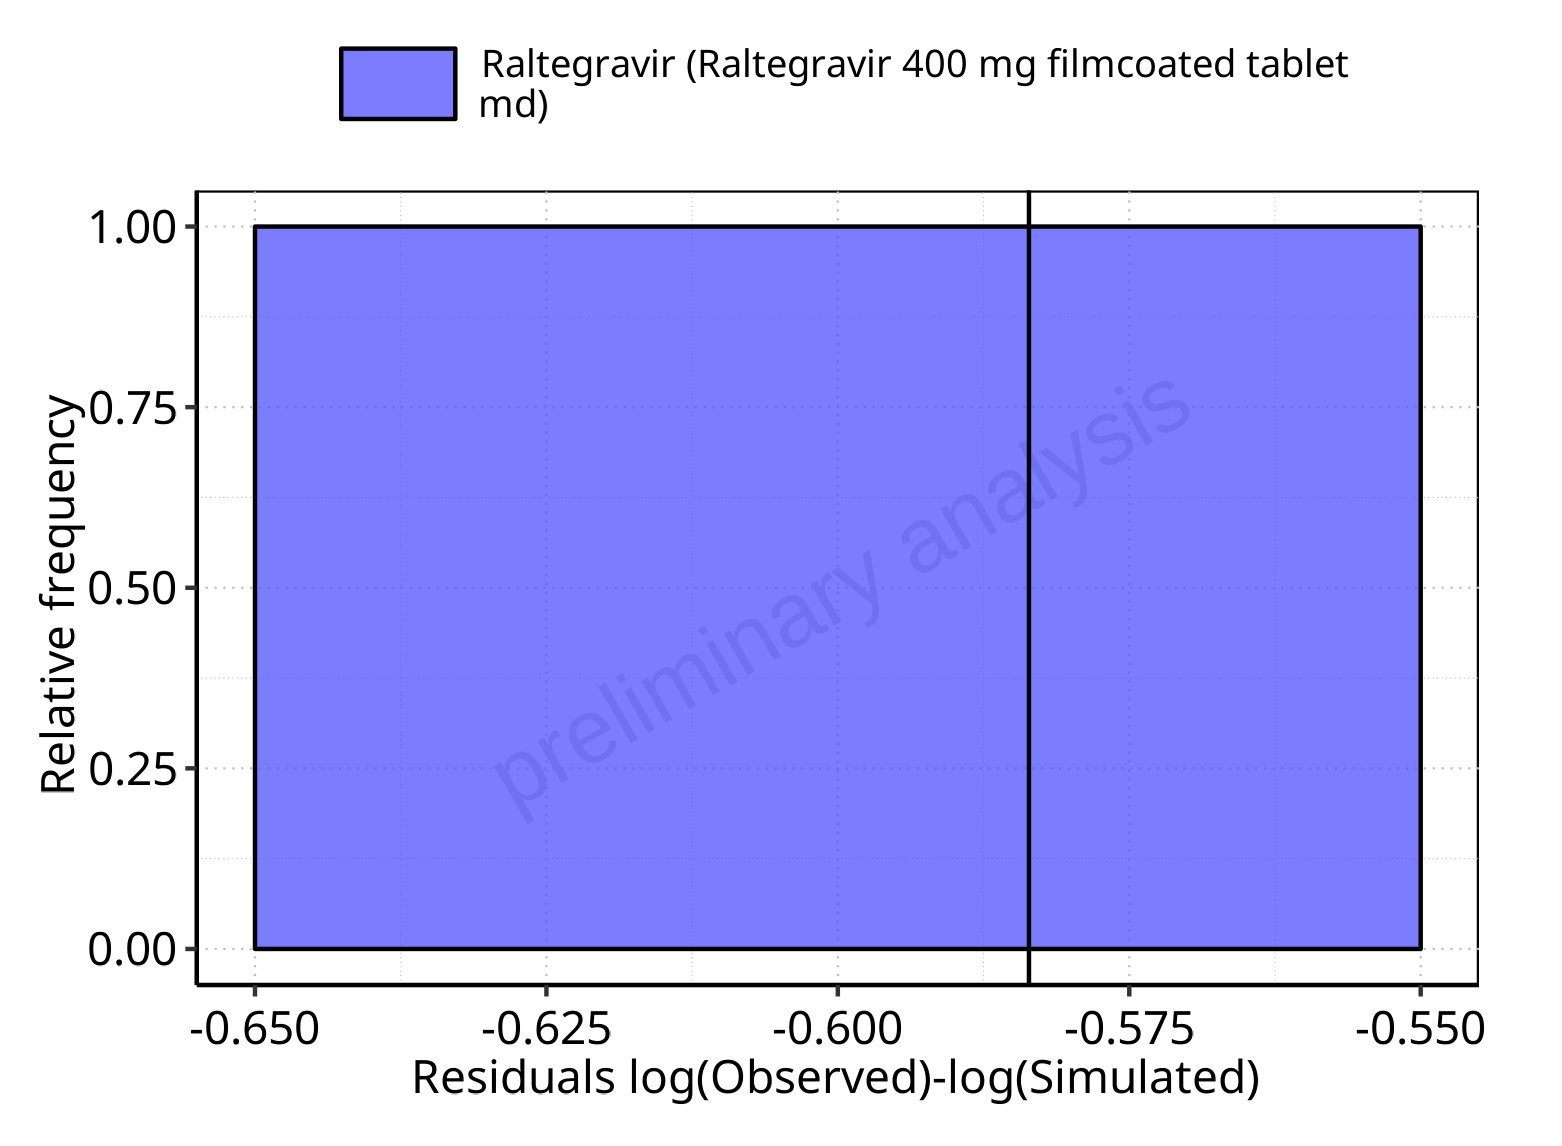 Raltegravir (Raltegravir 400 mg filmcoated tablet
md)
1.00
0.75
0.50
0.25
0.00
Relative frequency
preliminary analysis
-0.650 -0.625 -0.600 -0.575 -0.550
Residuals log(Observed)-log(Simulated)